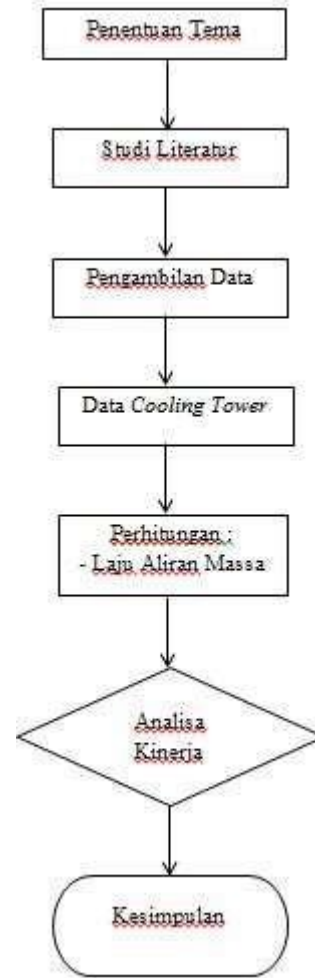 Penentuan Tema
Studi Literatur
Pengambilan Data
Data Cooling Tower
Perhitungan :
- Laju Aliran Massa
Analisa
Kinerja
Kesimpulan